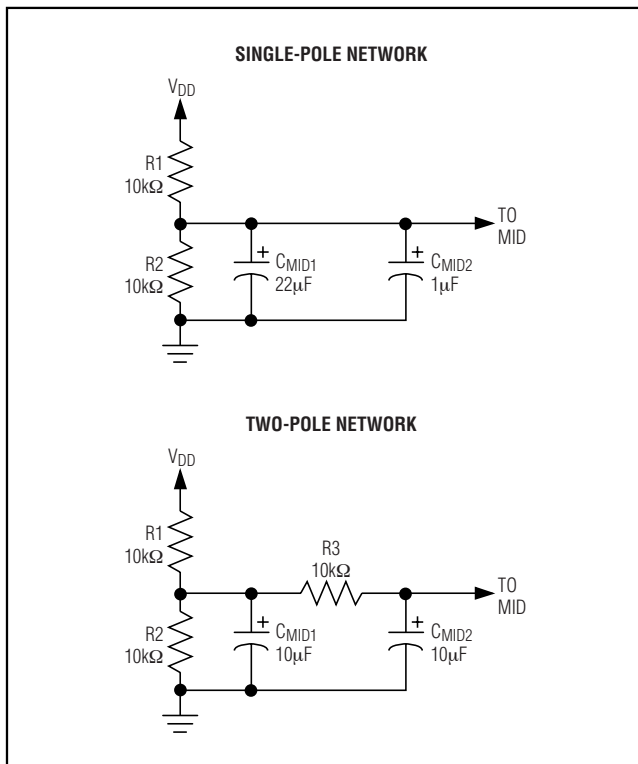 SINGLE-POLE NETWORK
VDD
R1
10kΩ
TO
MID
R2
10kΩ
+
CMID1
22μF
+
CMID2
1μF
TWO-POLE NETWORK
VDD
R1
10kΩ
R3
10kΩ
TO
MID
R2
10kΩ
+
CMID1
10μF
+
CMID2
10μF